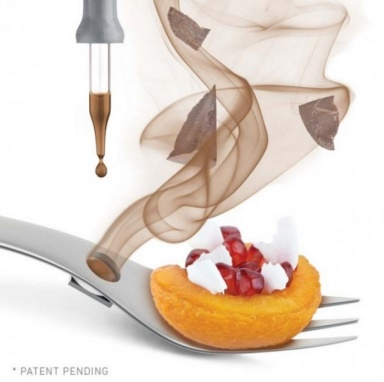 * PATENT PENDING